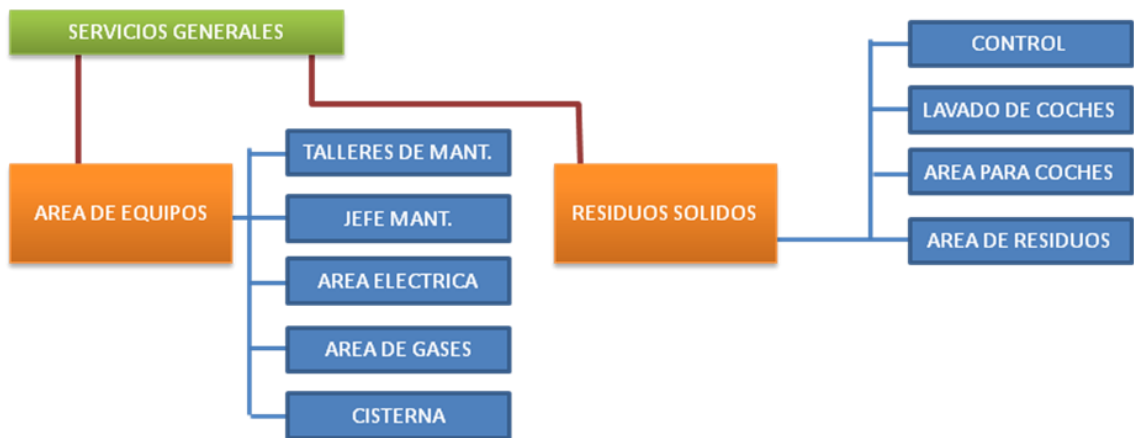 SERVICIOS GENERALES
AREA DE EQUIPOS
TALLERES DE MANT.
JEFE MANT.
AREA ELECTRICA
AREA DE GASES
CISTERNA
RESIDUOS SOLIDOS
CONTROL
LAVADO DE COCHES
AREA PARA COCHES
AREA DE RESIDUOS